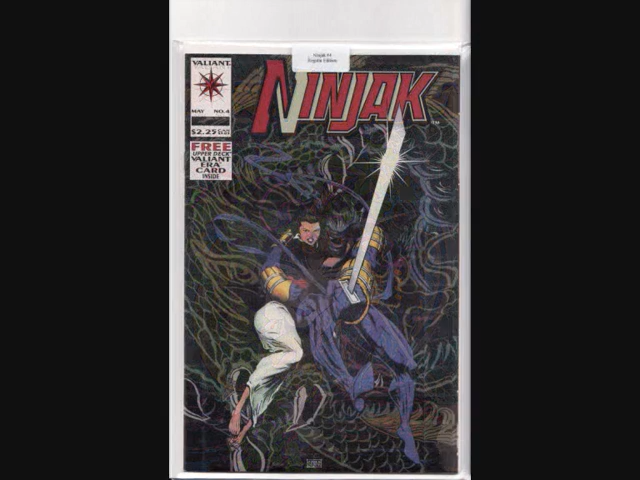 VALIANT
MAY NO.4
$2.25
FREE
UPPER DECK
VALIANT
ERA
CARD
INSIDE
NINJAK